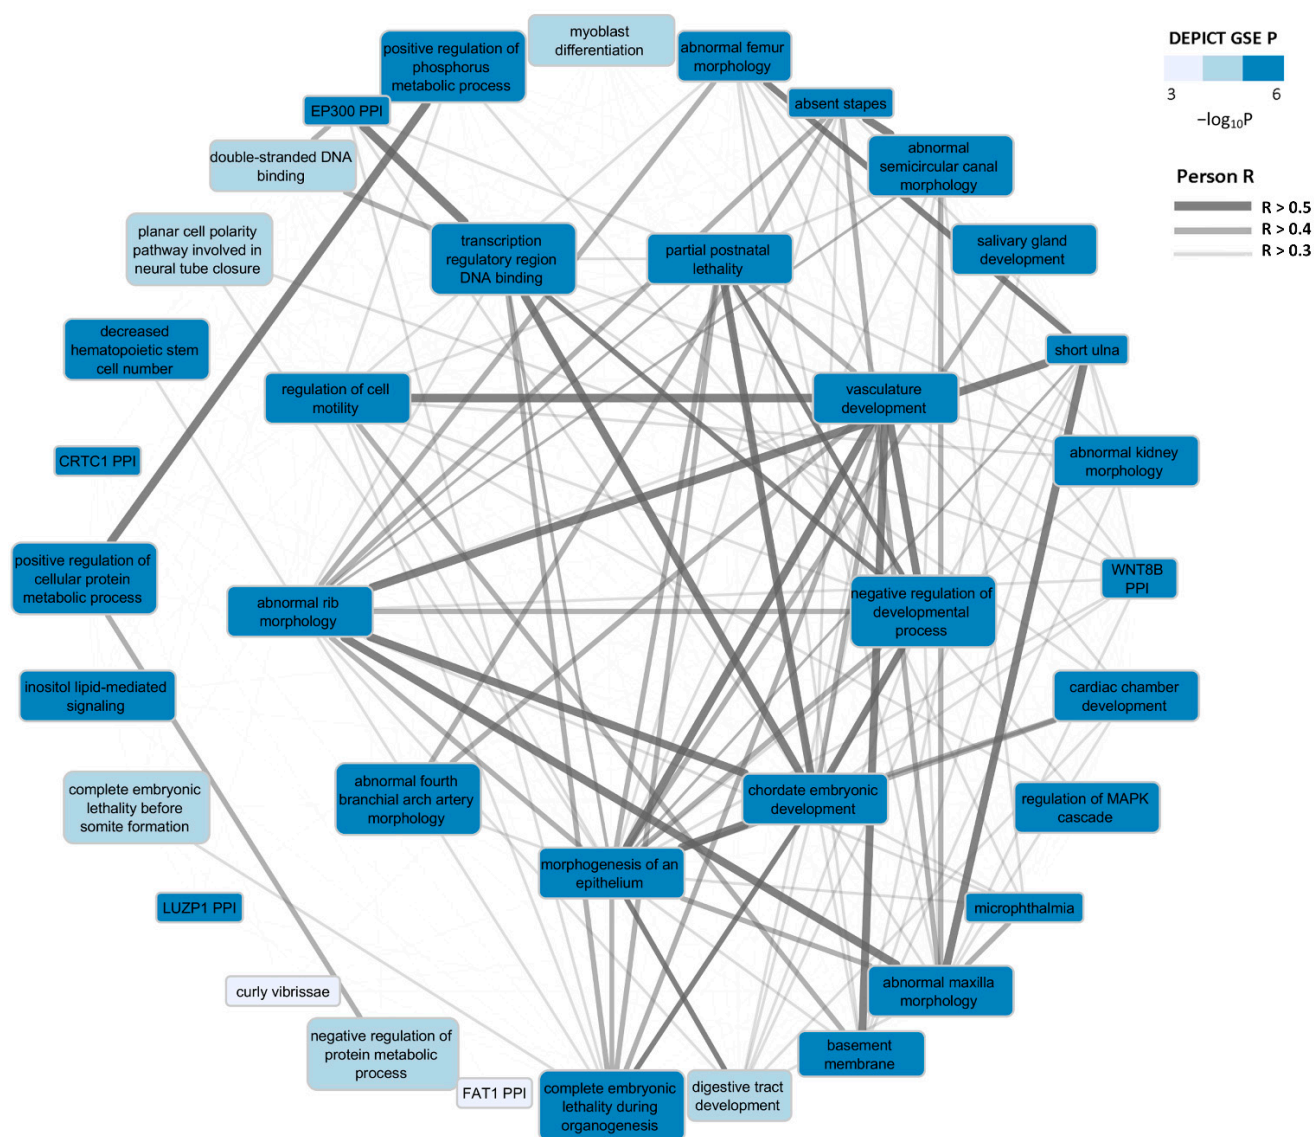 myoblast
differentiation
positive regulation of
phosphorus
metabolic process
abnormal femur
morphology
DEPICT GSE P
3
6
−log₁₀P
EP300 PPI
absent stapes
double-stranded DNA
binding
abnormal
semicircular canal
morphology
Person R
R > 0.5
R > 0.4
R > 0.3
planar cell polarity
pathway involved in
neural tube closure
transcription
regulatory region
DNA binding
partial postnatal
lethality
salivary gland
development
decreased
hematopoietic stem
cell number
short ulna
regulation of cell
motility
vasculature
development
CRTC1 PPI
abnormal kidney
morphology
positive regulation of
cellular protein
metabolic process
abnormal rib
morphology
negative regulation of
developmental
process
WNT8B
PPI
inositol lipid-mediated
signaling
cardiac chamber
development
complete embryonic
lethality before
somite formation
abnormal fourth
branchial arch artery
morphology
chordate embryonic
development
regulation of MAPK
cascade
morphogenesis of an
epithelium
LUZP1 PPI
microphthalmia
curly vibrissae
abnormal maxilla
morphology
negative regulation of
protein metabolic
process
basement
membrane
FAT1 PPI
complete embryonic
lethality during
organogenesis
digestive tract
development